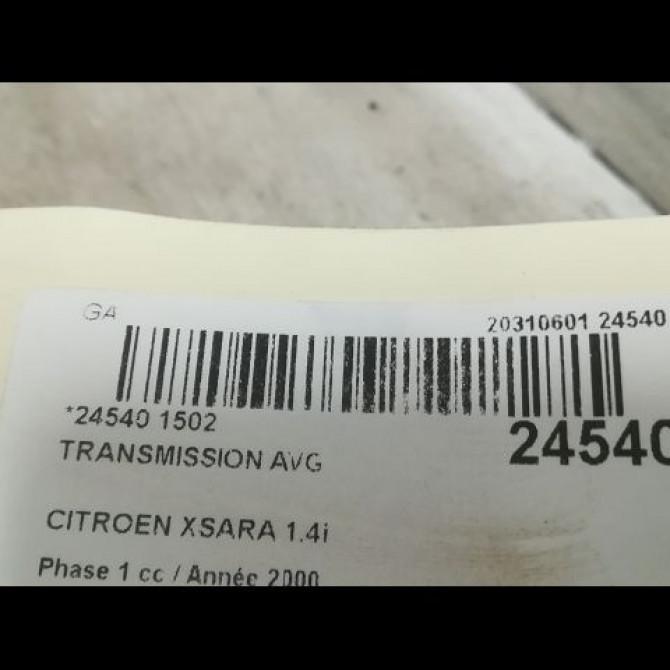 GA
20310601 24540
*24540 1502
24540
TRANSMISSION AVG
CITROEN XSARA 1.4i
Phase 1 cc / Année 2000